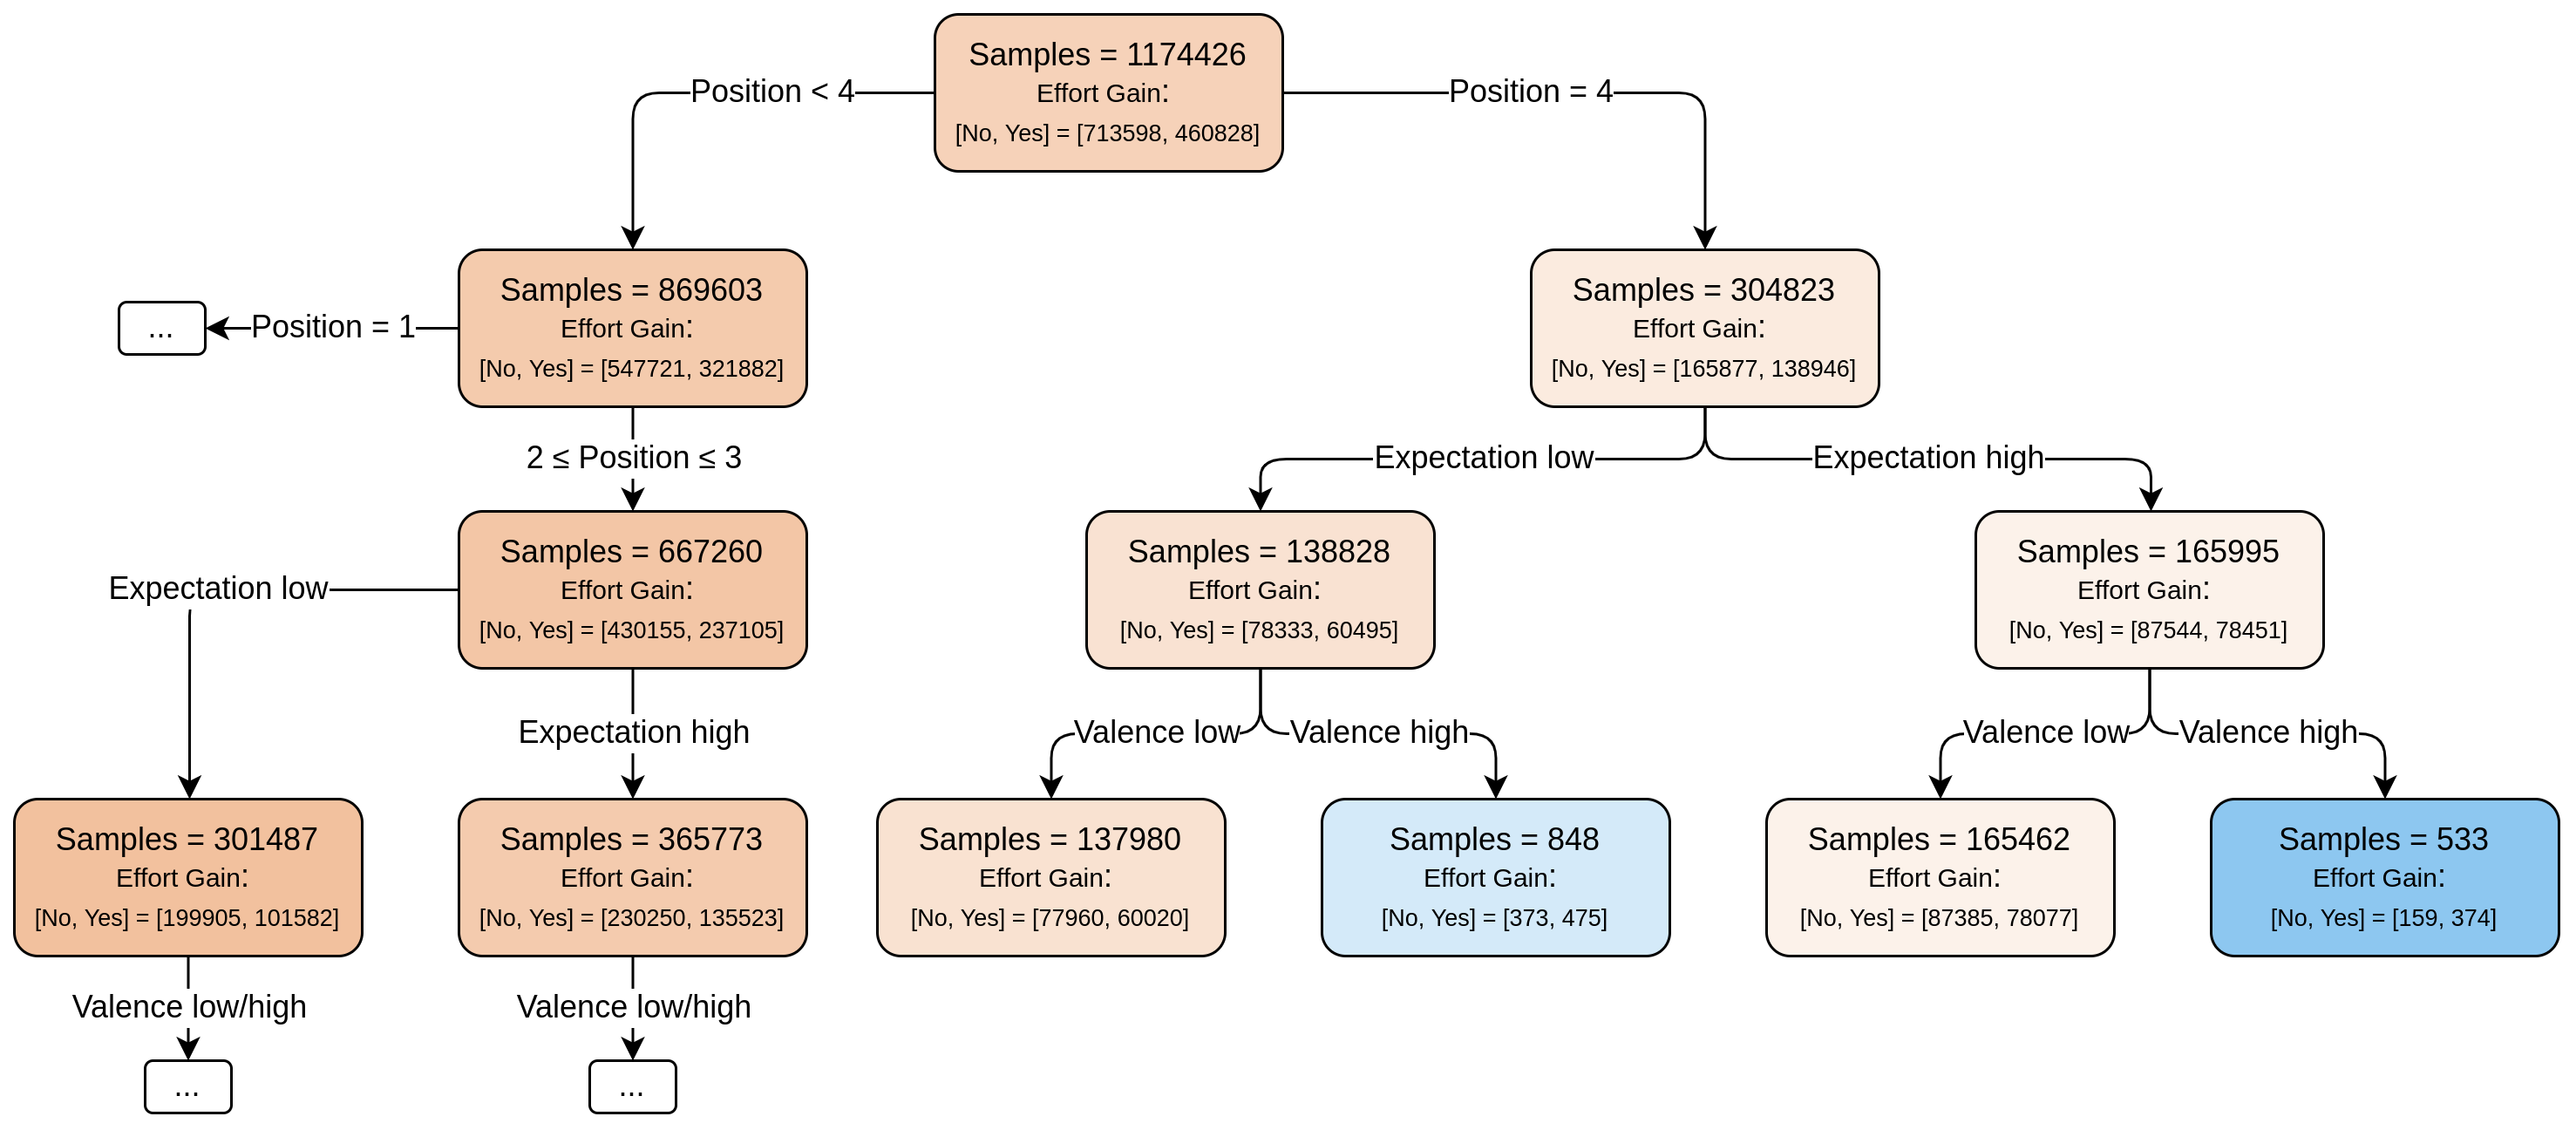 Samples = 1174426
Effort Gain:
[No, Yes] = [713598, 460828]
Position < 4
Position = 4
Samples = 869603
Effort Gain:
[No, Yes] = [547721, 321882]
Samples = 304823
Effort Gain:
[No, Yes] = [165877, 138946]
...
Position = 1
2 ≤ Position ≤ 3
Expectation low
Expectation high
Samples = 667260
Effort Gain:
[No, Yes] = [430155, 237105]
Samples = 138828
Effort Gain:
[No, Yes] = [78333, 60495]
Samples = 165995
Effort Gain:
[No, Yes] = [87544, 78451]
Expectation low
Expectation high
Valence low
Valence high
Valence low
Valence high
Samples = 301487
Effort Gain:
[No, Yes] = [199905, 101582]
Samples = 365773
Effort Gain:
[No, Yes] = [230250, 135523]
Samples = 137980
Effort Gain:
[No, Yes] = [77960, 60020]
Samples = 848
Effort Gain:
[No, Yes] = [373, 475]
Samples = 165462
Effort Gain:
[No, Yes] = [87385, 78077]
Samples = 533
Effort Gain:
[No, Yes] = [159, 374]
Valence low/high
Valence low/high
...
...